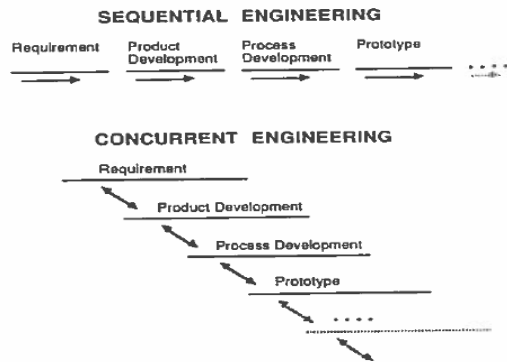 SEQUENTIAL ENGINEERING
Requirement
Product
Development
Process
Development
Prototype
....
CONCURRENT ENGINEERING
Requirement
Product Development
Process Development
Prototype
....